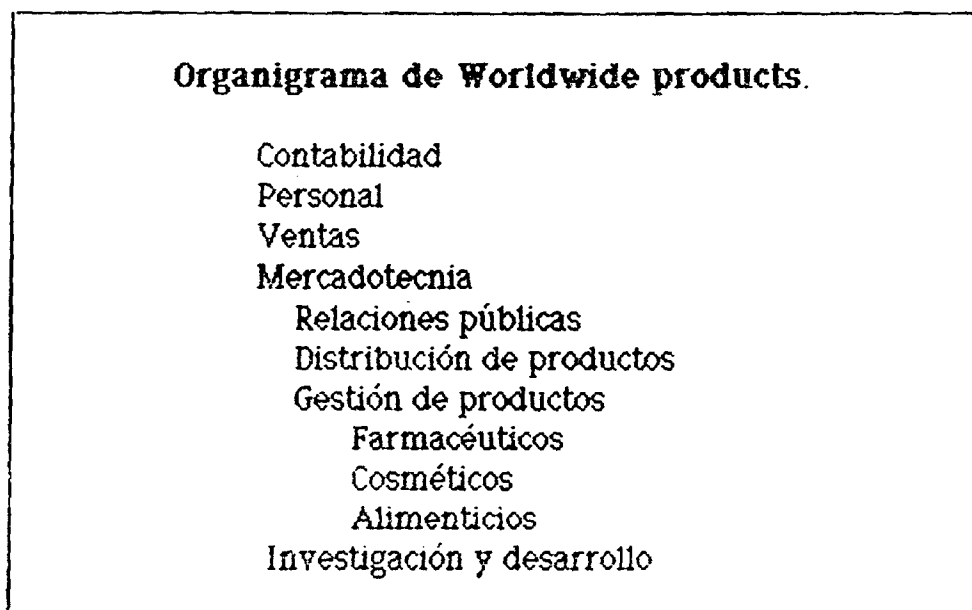 Organigrama de Worldwide products.
Contabilidad
Personal
Ventas
Mercadotecnia
Relaciones públicas
Distribución de productos
Gestión de productos
Farmacéuticos
Cosméticos
Alimenticios
Investigación y desarrollo